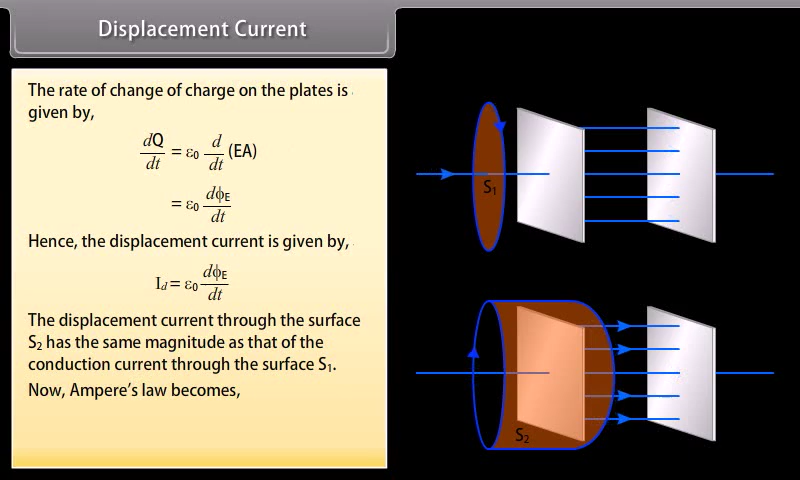 Displacement Current
The rate of change of charge on the plates is
given by,
dQ/dt = ε₀ d/dt (EA)
= ε₀ dϕE/dt
Hence, the displacement current is given by,
Id = ε₀ dϕE/dt
The displacement current through the surface
S₂ has the same magnitude as that of the
conduction current through the surface S₁.
Now, Ampere’s law becomes,
S₁
S₂